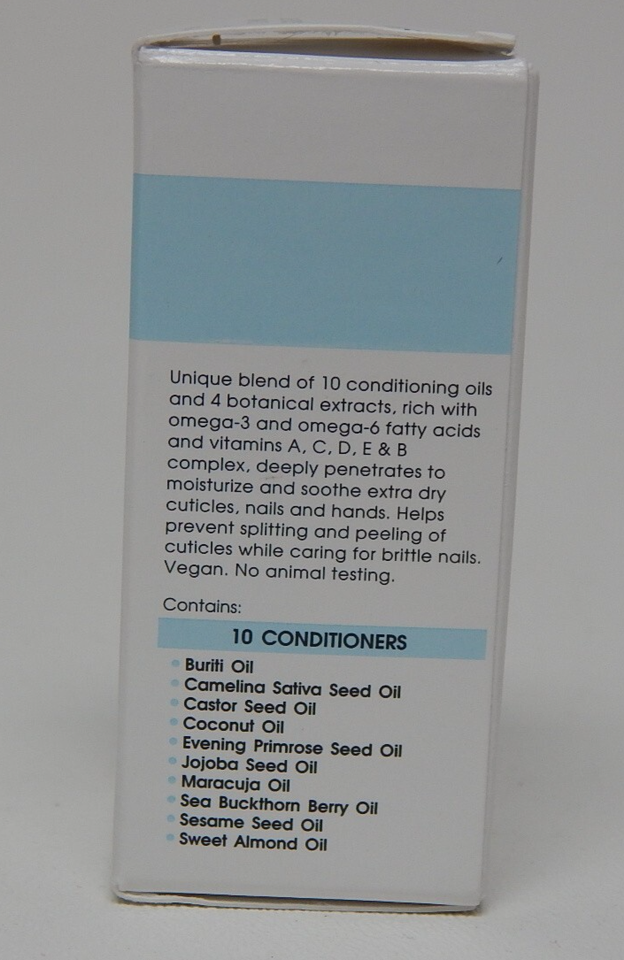 Unique blend of 10 conditioning oils
and 4 botanical extracts, rich with
omega-3 and omega-6 fatty acids
and vitamins A, C, D, E & B
complex, deeply penetrates to
moisturize and soothe extra dry
cuticles, nails and hands. Helps
prevent splitting and peeling of
cuticles while caring for brittle nails.
Vegan. No animal testing.
Contains:
10 CONDITIONERS
• Buriti Oil
• Camelina Sativa Seed Oil
• Castor Seed Oil
• Coconut Oil
• Evening Primrose Seed Oil
• Jojoba Seed Oil
• Maracuja Oil
• Sea Buckthorn Berry Oil
• Sesame Seed Oil
• Sweet Almond Oil